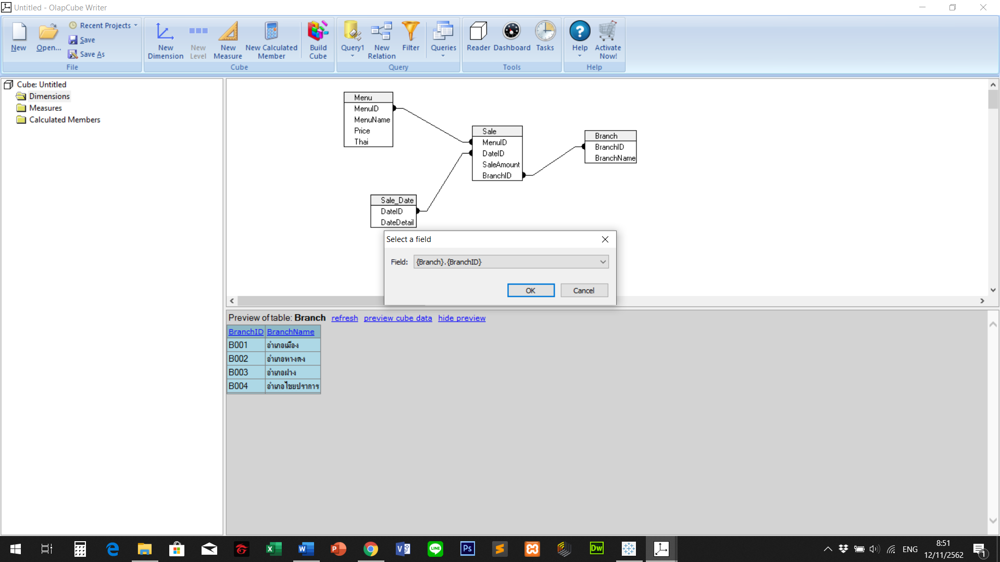 Untitled - OlapCube Writer
New
Open...
Recent Projects
Save
Save As
File
New Dimension
New Level
New Measure
New Calculated Member
Build Cube
Cube
Query1
New Relation
Filter
Queries
Query
Reader
Dashboard
Tasks
Tools
Help
Activate Now!
Help
Cube: Untitled
Dimensions
Measures
Calculated Members
Menu
MenuID
MenuName
Price
Thai
Sale
MenuID
DateID
SaleAmount
BranchID
Branch
BranchID
BranchName
Sale_Date
DateID
DateDetail
Select a field
Field: {Branch}.{BranchID}
OK Cancel
Preview of table: Branch refresh preview cube data hide preview
BranchID BranchName
B001 อำเภอเมือง
B002 อำเภอหางดง
B003 อำเภอฝาง
B004 อำเภอไชยปราการ
LINE
Ps
Dw
ENG
8:51
12/11/2562
1